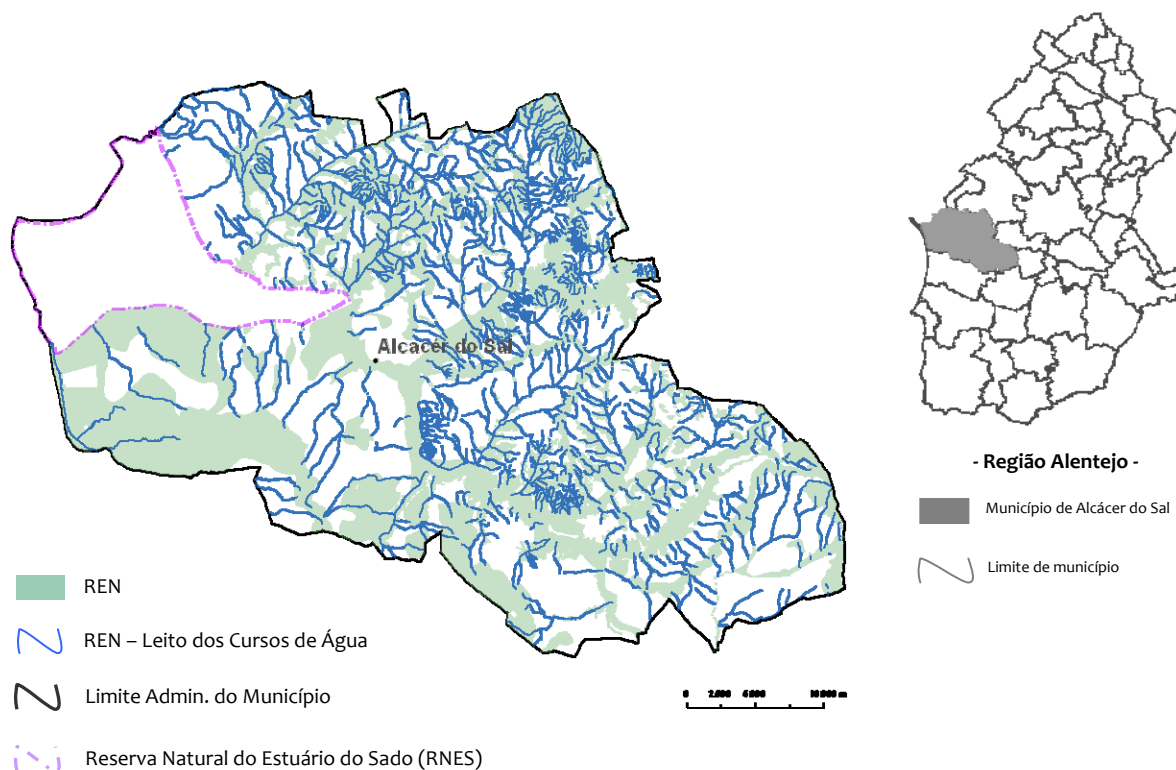 Alcácer do Sal
- Região Alentejo -
Município de Alcácer do Sal
Limite de município
REN
REN – Leito dos Cursos de Água
Limite Admin. do Município
Reserva Natural do Estuário do Sado (RNES)
0